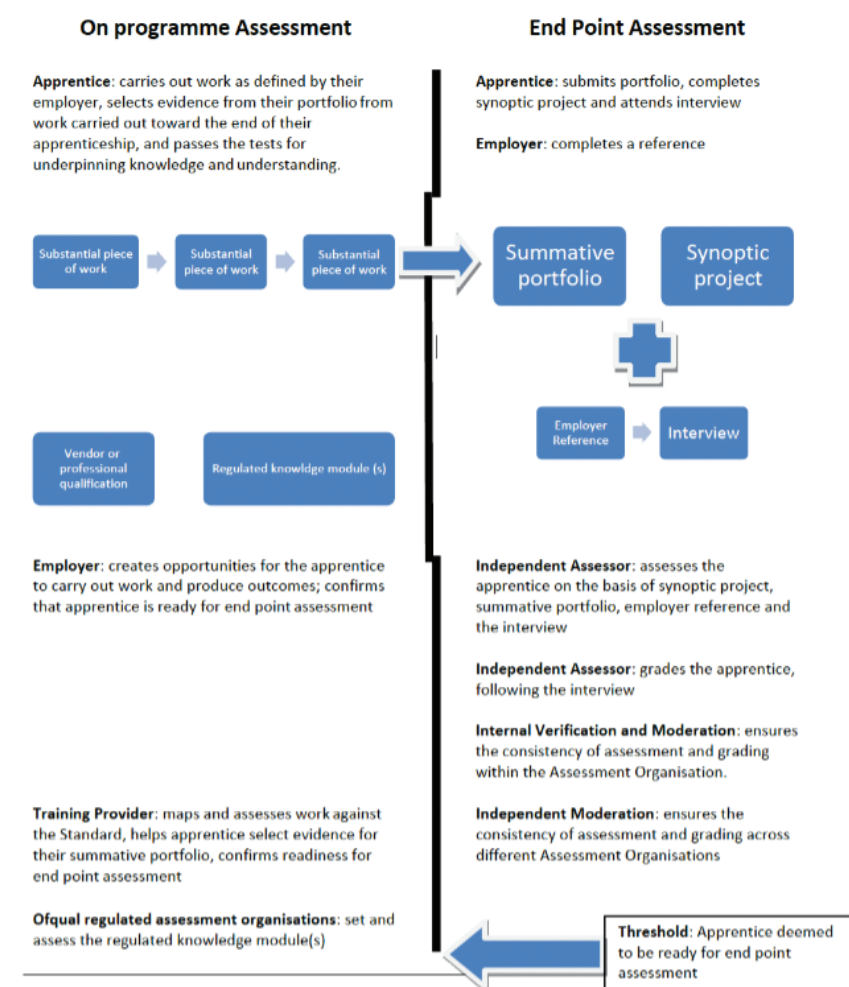 On programme Assessment
Apprentice: carries out work as defined by their
employer, selects evidence from their portfolio from
work carried out toward the end of their
apprenticeship, and passes the tests for
underpinning knowledge and understanding.
Substantial piece
of work
Substantial
piece of work
Substantial
piece of work
Vendor or
professional
qualification
Regulated knowldge module (s)
Employer: creates opportunities for the apprentice
to carry out work and produce outcomes; confirms
that apprentice is ready for end point assessment
Training Provider: maps and assesses work against
the Standard, helps apprentice select evidence for
their summative portfolio, confirms readiness for
end point assessment
Ofqual regulated assessment organisations: set and
assess the regulated knowledge module(s)
End Point Assessment
Apprentice: submits portfolio, completes
synoptic project and attends interview
Employer: completes a reference
Summative
portfolio
Synoptic
project
Employer
Reference
Interview
Independent Assessor: assesses the
apprentice on the basis of synoptic project,
summative portfolio, employer reference and
the interview
Independent Assessor: grades the apprentice,
following the interview
Internal Verification and Moderation: ensures
the consistency of assessment and grading
within the Assessment Organisation.
Independent Moderation: ensures the
consistency of assessment and grading across
different Assessment Organisations
Threshold: Apprentice deemed
to be ready for end point
assessment